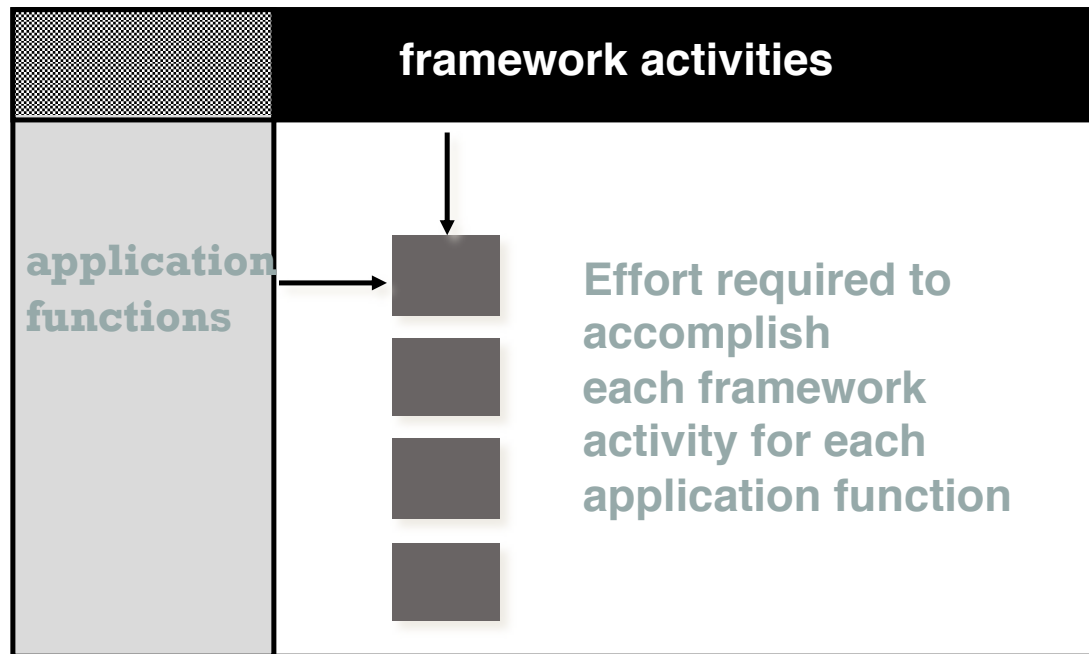 framework activities
application
functions
Effort required to
accomplish
each framework
activity for each
application function